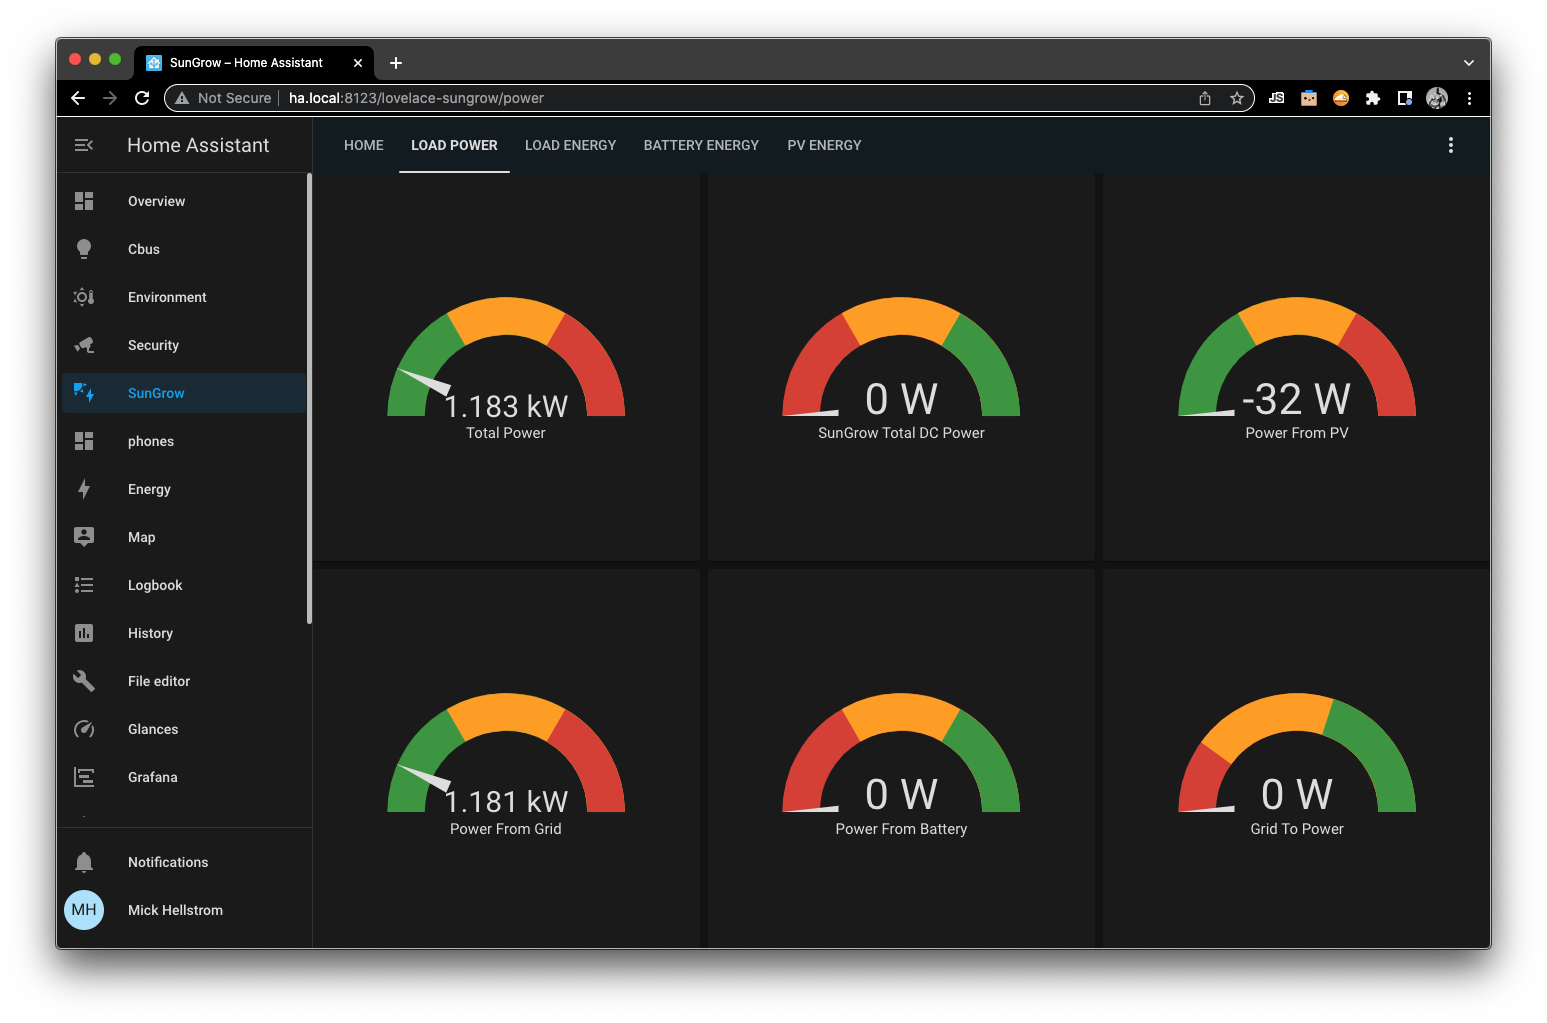 SunGrow – Home Assistant
Not Secure
ha.local:8123/lovelace-sungrow/power
JS
Home Assistant
HOME
LOAD POWER
LOAD ENERGY
BATTERY ENERGY
PV ENERGY
Overview
Cbus
Environment
Security
SunGrow
phones
Energy
Map
Logbook
History
File editor
Glances
Grafana
Notifications
MH
Mick Hellstrom
1.183 kW
Total Power
0 W
SunGrow Total DC Power
-32 W
Power From PV
1.181 kW
Power From Grid
0 W
Power From Battery
0 W
Grid To Power